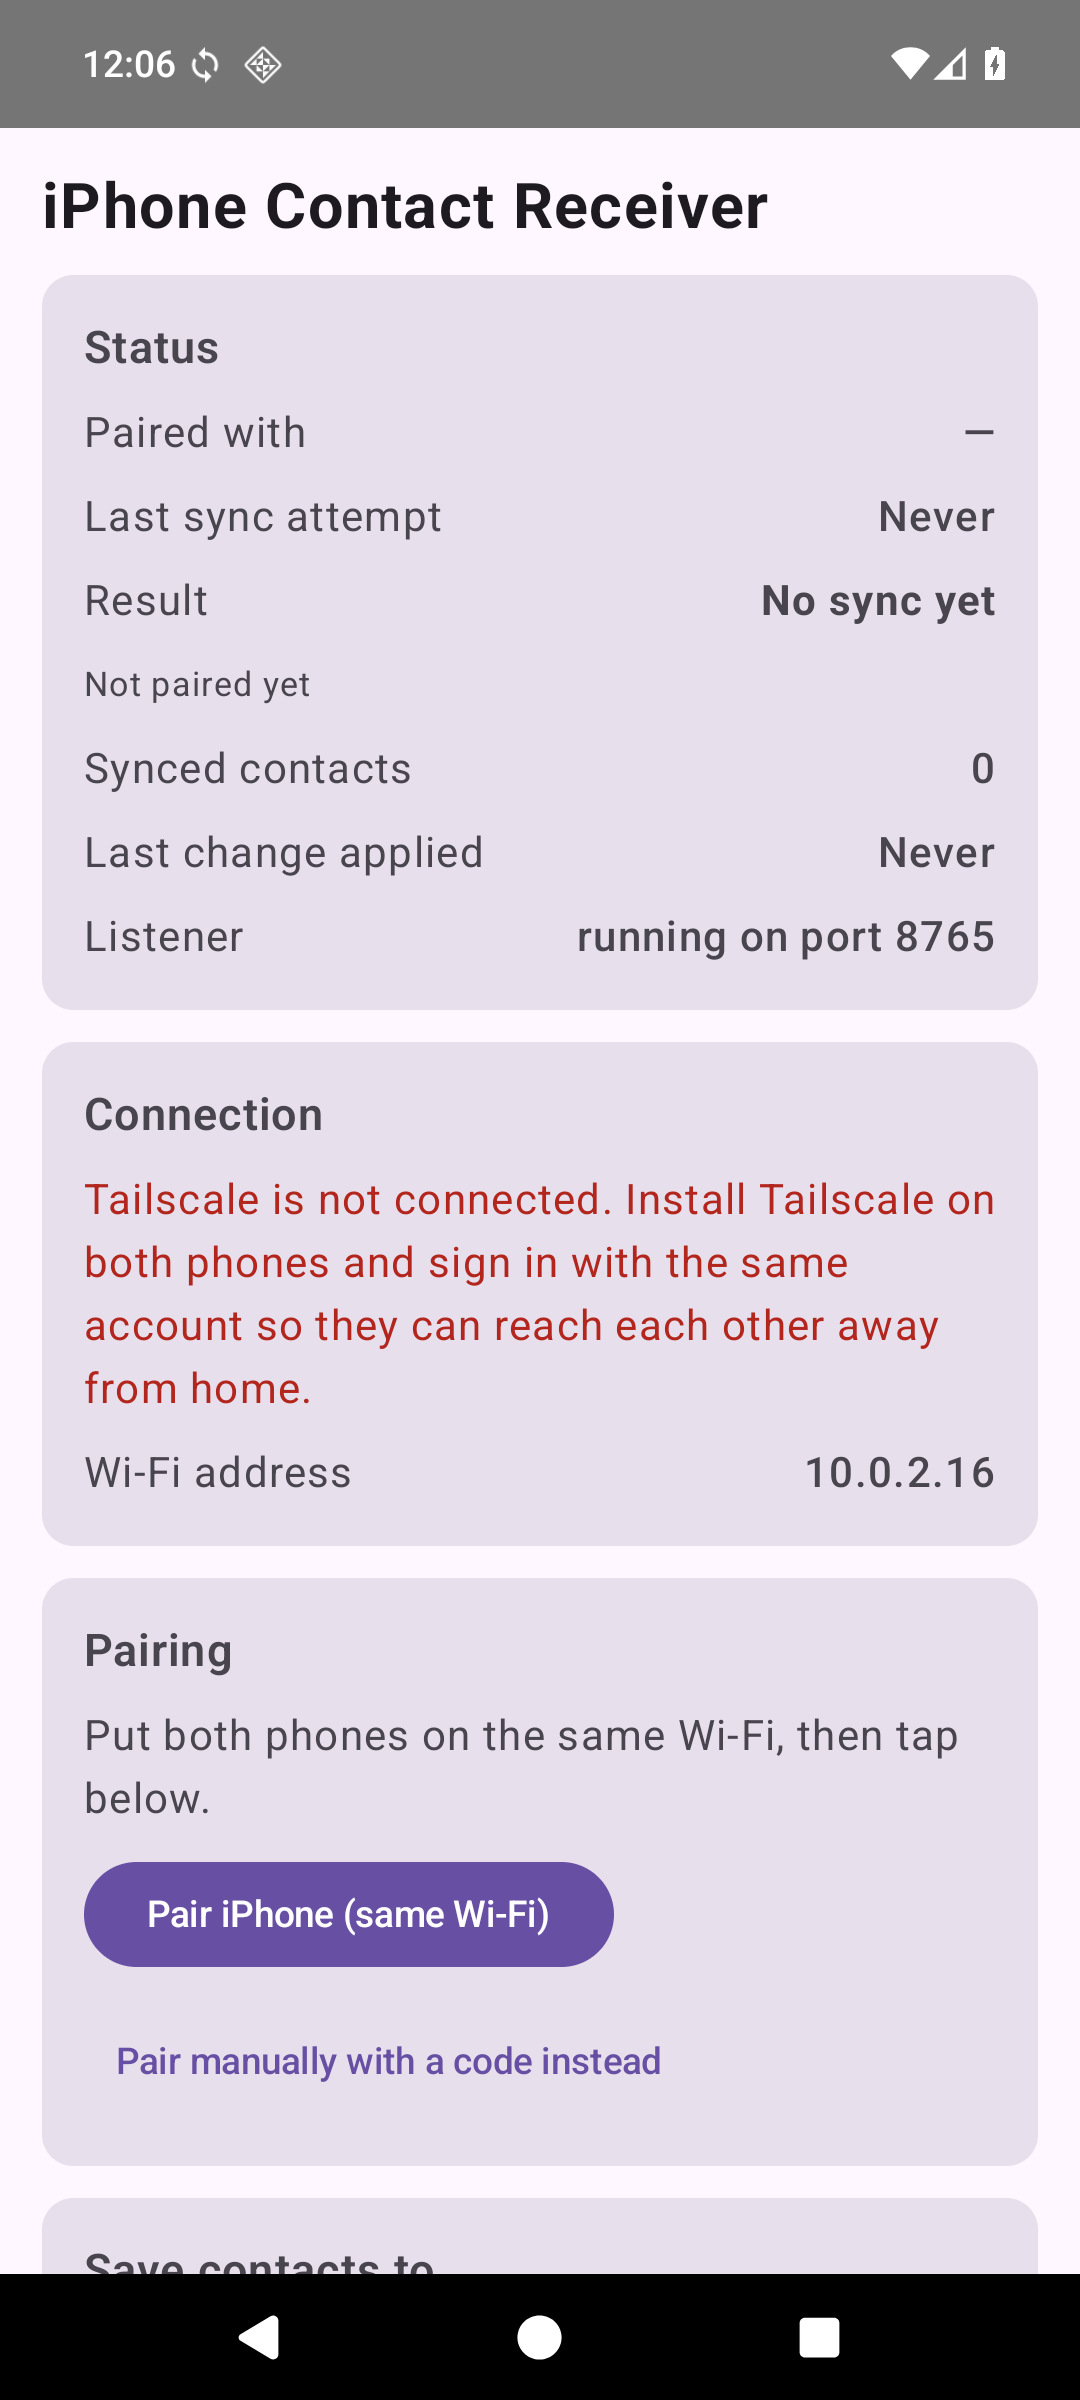 12:06
iPhone Contact Receiver
Status
Paired with —
Last sync attempt Never
Result No sync yet
Not paired yet
Synced contacts 0
Last change applied Never
Listener running on port 8765
Connection
Tailscale is not connected. Install Tailscale on
both phones and sign in with the same
account so they can reach each other away
from home.
Wi-Fi address 10.0.2.16
Pairing
Put both phones on the same Wi-Fi, then tap
below.
Pair iPhone (same Wi-Fi)
Pair manually with a code instead
Save contacts to